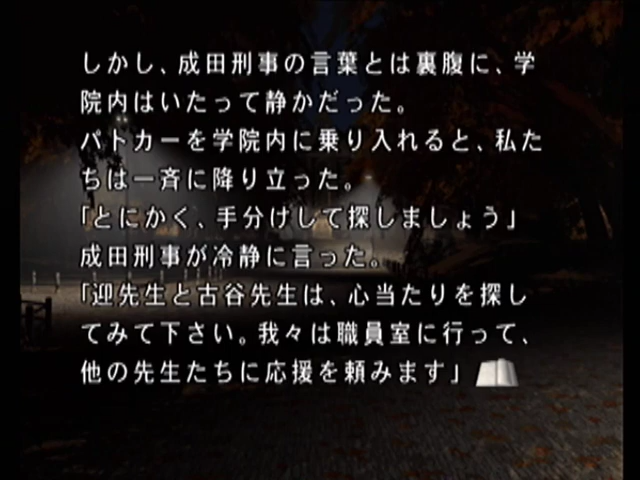 しかし、成田刑事の言葉とは裏腹に、学
院内はいたって静かだった。
パトカーを学院内に乗り入れると、私た
ちは一斉に降り立った。
「とにかく、手分けして探しましょう」
成田刑事が冷静に言った。
「迎先生と古谷先生は、心当たりを探し
てみて下さい。我々は職員室に行って、
他の先生たちに応援を頼みます」